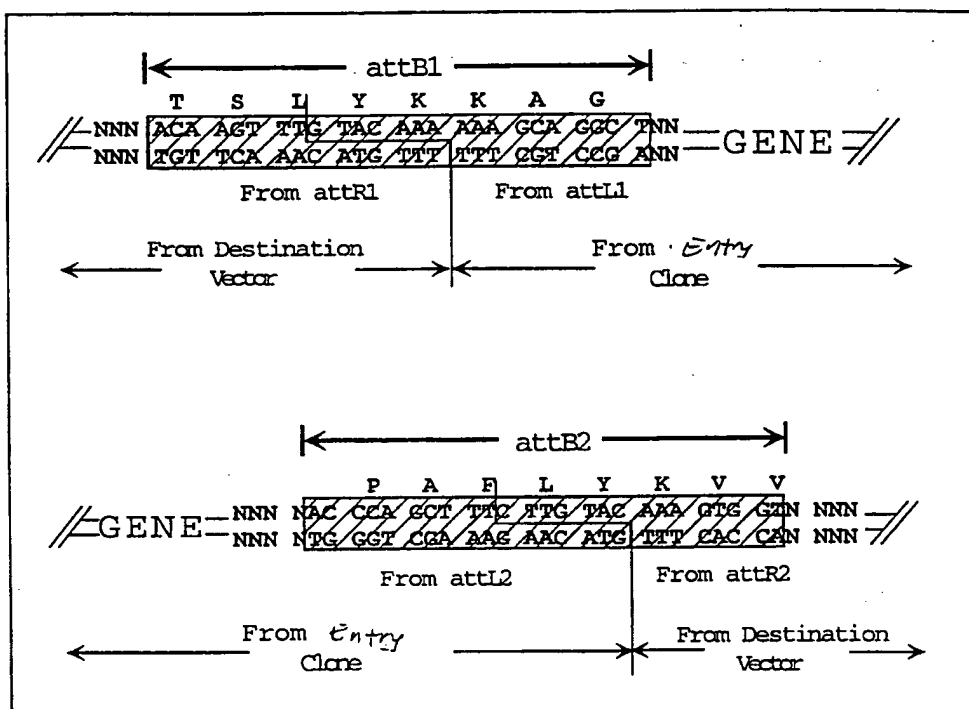 attB1
T S L Y K K A G
NNN ACA AGT TTG TAC AAA AAA GCA GGC TNN GENE
NNN TGT TCA AAC ATG TTT TTT CGT CCG ANN
From attR1 From attL1
From Destination Vector From Entry Clone
attB2
P A F L Y K V V
GENE NNN NAC CCA GCT TTC TTG TAC AAA GTG GTN NNN
NNN NTG GGT CGA AAG AAC ATG TTT CAC CAN NNN
From attL2 From attR2
From Entry Clone From Destination Vector